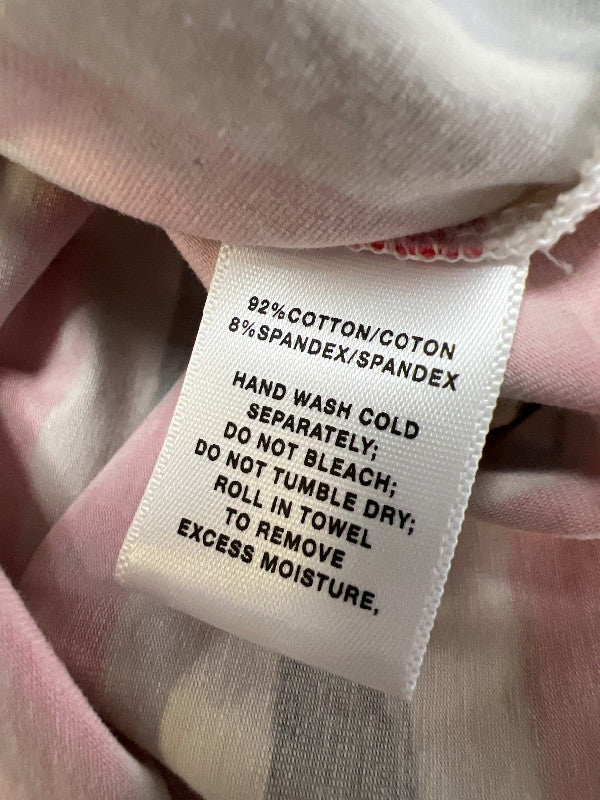 92%COTTON/COTON
8%SPANDEX/SPANDEX
HAND WASH COLD
SEPARATELY;
DO NOT BLEACH;
DO NOT TUMBLE DRY;
ROLL IN TOWEL
TO REMOVE
EXCESS MOISTURE,